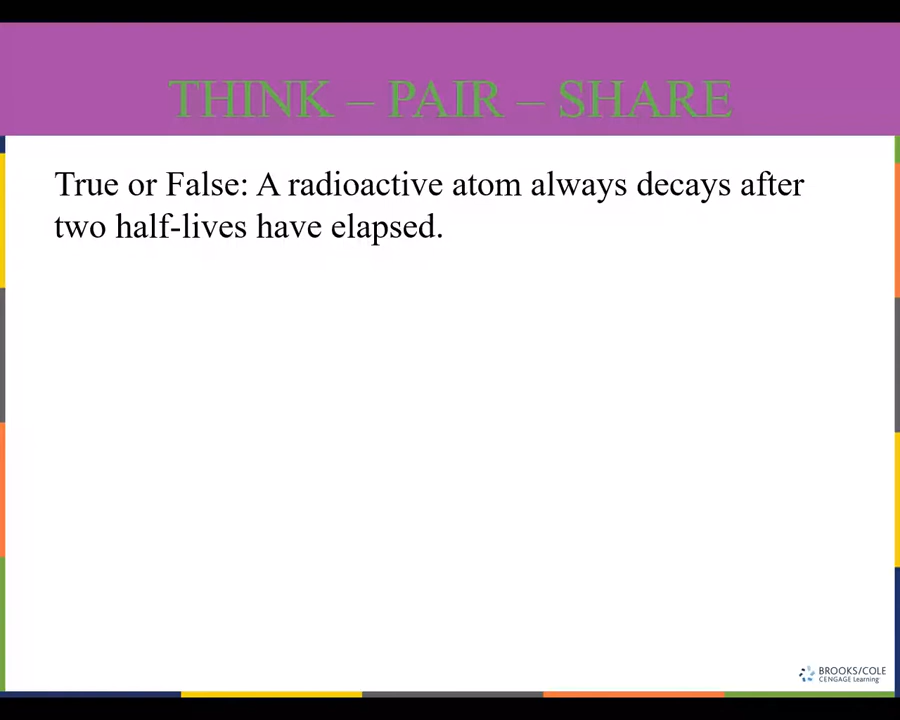 THINK – PAIR – SHARE
True or False: A radioactive atom always decays after
two half-lives have elapsed.
BROOKS/COLE
CENGAGE Learning